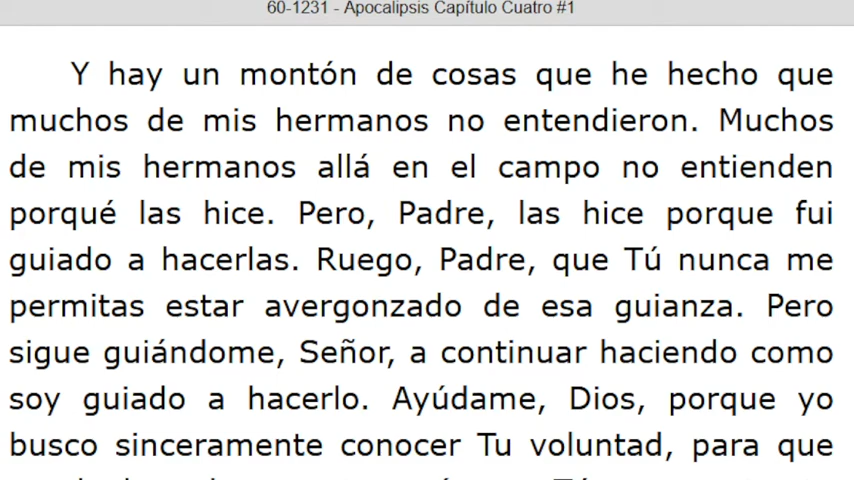 60-1231 - Apocalipsis Capítulo Cuatro #1
Y hay un montón de cosas que he hecho que
muchos de mis hermanos no entendieron. Muchos
de mis hermanos allá en el campo no entienden
porqué las hice. Pero, Padre, las hice porque fui
guiado a hacerlas. Ruego, Padre, que Tú nunca me
permitas estar avergonzado de esa guianza. Pero
sigue guiándome, Señor, a continuar haciendo como
soy guiado a hacerlo. Ayúdame, Dios, porque yo
busco sinceramente conocer Tu voluntad, para que